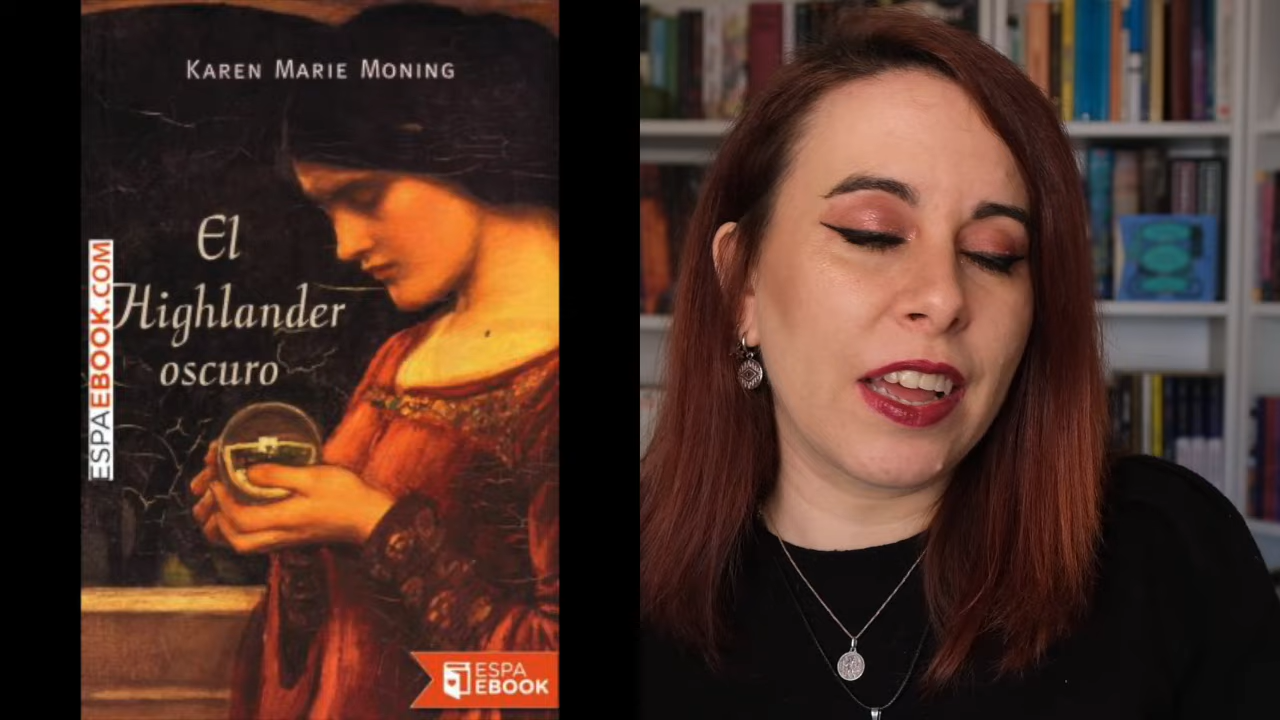 KAREN MARIE MONING
El
Highlander
oscuro
ESPAEBOOK.COM
ESPA
EBOOK